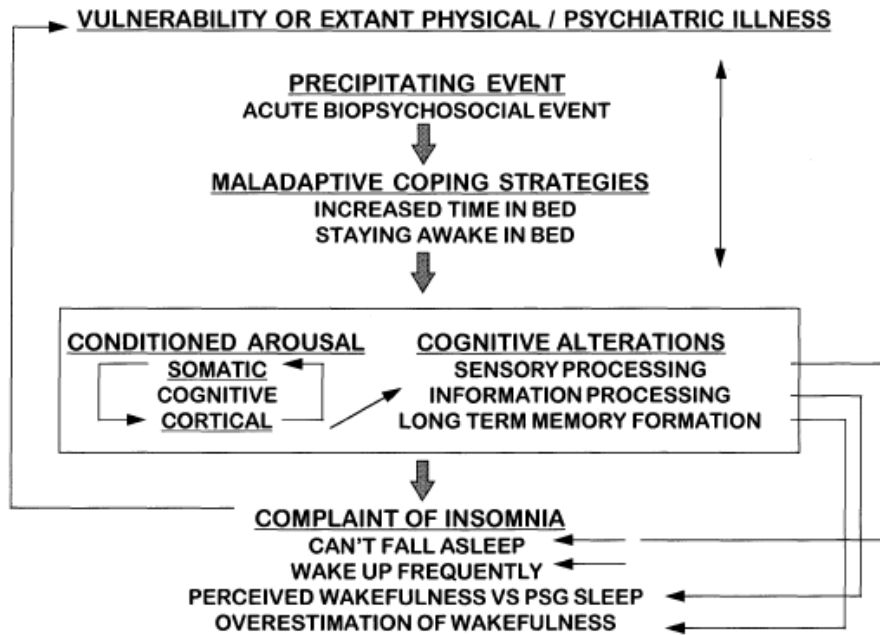 VULNERABILITY OR EXTANT PHYSICAL / PSYCHIATRIC ILLNESS
PRECIPITATING EVENT
ACUTE BIOPSYCHOSOCIAL EVENT
MALADAPTIVE COPING STRATEGIES
INCREASED TIME IN BED
STAYING AWAKE IN BED
CONDITIONED AROUSAL
SOMATIC
COGNITIVE
CORTICAL
COGNITIVE ALTERATIONS
SENSORY PROCESSING
INFORMATION PROCESSING
LONG TERM MEMORY FORMATION
COMPLAINT OF INSOMNIA
CAN'T FALL ASLEEP
WAKE UP FREQUENTLY
PERCEIVED WAKEFULNESS VS PSG SLEEP
OVERESTIMATION OF WAKEFULNESS